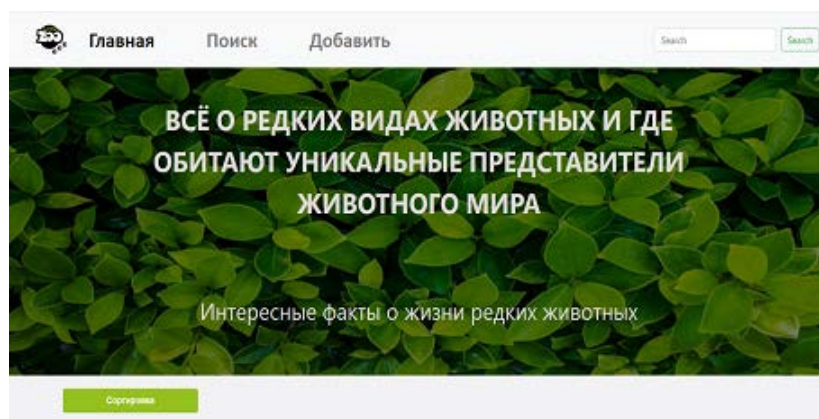 ZOO
Главная Поиск Добавить Search Search
ВСЁ О РЕДКИХ ВИДАХ ЖИВОТНЫХ И ГДЕ
ОБИТАЮТ УНИКАЛЬНЫЕ ПРЕДСТАВИТЕЛИ
ЖИВОТНОГО МИРА
Интересные факты о жизни редких животных
Сортировка